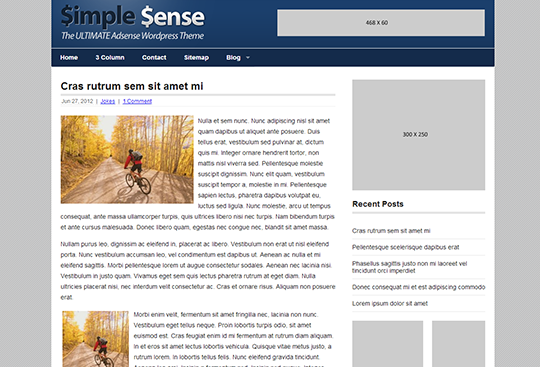 $imple $ense
The ULTIMATE Adsense Wordpress Theme
468 X 60
Home 3 Column Contact Sitemap Blog
Cras rutrum sem sit amet mi
Jun 27, 2012 | Jokes | 1 Comment
Nulla et sem nunc. Nunc adipiscing nisl sit amet
quam dapibus ut aliquet ante posuere. Duis
tellus erat, vestibulum sed pulvinar at, dictum
quis mi. Integer ornare hendrerit tortor, non
mattis nisl viverra sed. Pellentesque molestie
suscipit dignissim. Nunc elit quam, vestibulum
suscipit tempor a, molestie in mi. Pellentesque
sapien lectus, pharetra dapibus volutpat eu,
luctus sed ligula. Nunc molestie, arcu ut tempus
consequat, ante massa ullamcorper turpis, quis ultrices libero nisi nec turpis. Nam bibendum turpis
et ante cursus malesuada. Donec libero quam, egestas nec congue nec, blandit sit amet massa.
Nullam purus leo, dignissim ac eleifend in, placerat ac libero. Vestibulum non erat ut nisl eleifend
porta. Nunc vestibulum accumsan leo, vel condimentum est dapibus ut. Aenean ac nulla et mi
eleifend sagittis. Morbi pellentesque lorem ut augue consectetur sodales. Aenean nec lacinia nisi.
Vestibulum in justo quam. Vivamus eget sem quis lectus pharetra rutrum at eget diam. Nulla
ultricies placerat nisi, nec interdum velit consectetur ac. Cras et ornare risus. Aliquam non posuere
erat.
Morbi enim velit, fermentum sit amet fringilla nec, lacinia non nunc.
Vestibulum eget tellus neque. Proin lobortis turpis odio, sit amet
euismod est. Cras feugiat enim id mi fermentum at rutrum diam aliquam.
In et eros sit amet lectus lobortis vehicula. Quisque vitae metus justo, a
rutrum lorem. In lobortis tellus felis. Nunc eleifend gravida tincidunt.
300 X 250
Recent Posts
Cras rutrum sem sit amet mi
Pellentesque scelerisque dapibus erat
Phasellus sagittis justo non mi laoreet vel
tincidunt orci imperdiet
Donec consequat mi et est adipiscing commodo
Lorem ipsum dolor sit amet